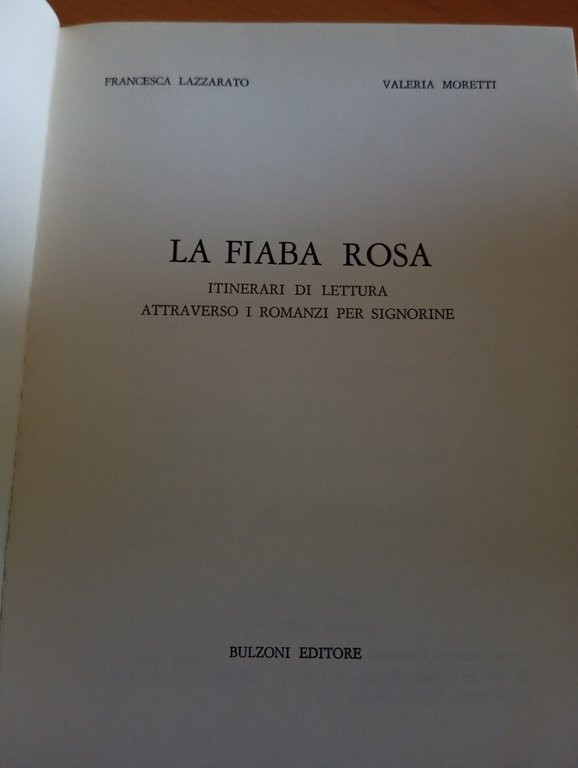 FRANCESCA LAZZARATO VALERIA MORETTI
LA FIABA ROSA
ITINERARI DI LETTURA
ATTRAVERSO I ROMANZI PER SIGNORINE
BULZONI EDITORE